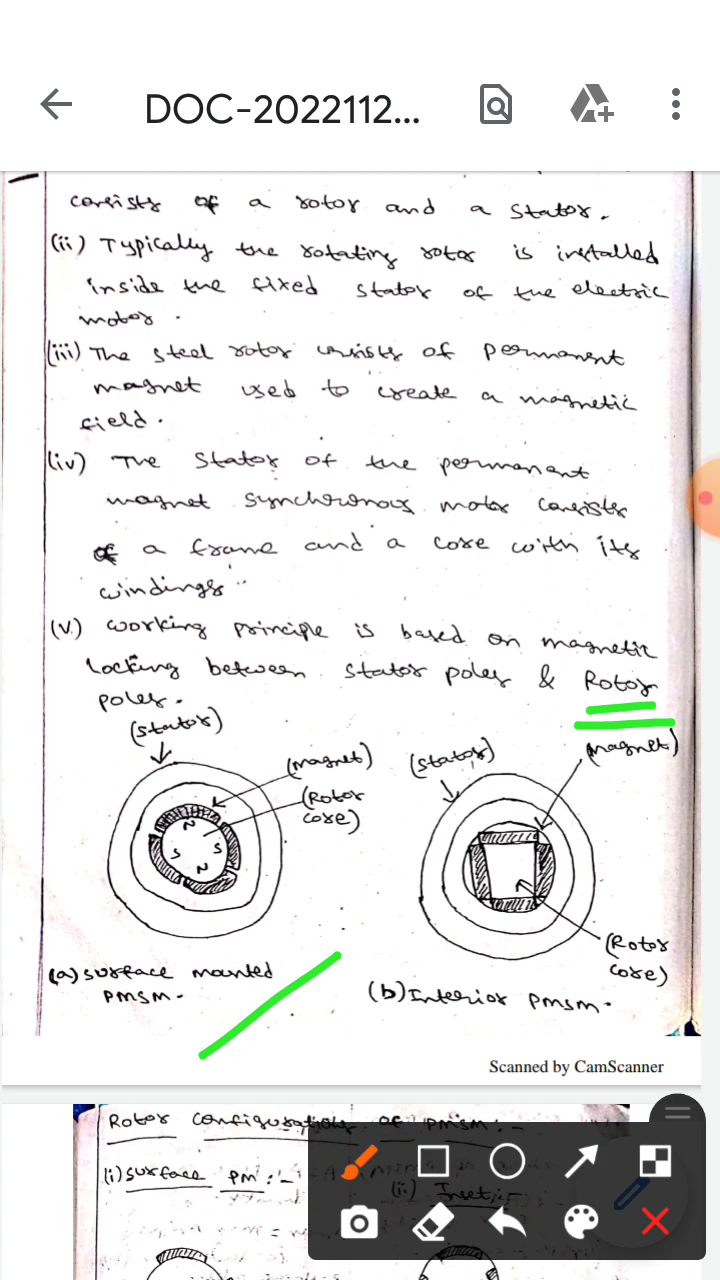 DOC-2022112...
consists of a rotor and a stator.
(ii) Typically the rotating rotor is installed
inside the fixed stator of the electric
motor.
(iii) The steel rotor consists of permanent
magnet used to create a magnetic
field.
(iv) The stator of the permanant
magnet synchronous motor consists
of a frame and a core with its
windings
(v.) working principle is based on magnetic
locking between stator poles & Rotor
poles.
(stator)
(magnet)
(Rotor
core)
N
S
S
N
(a) surface mounted
PMSM.
(stator)
(magnet)
(Rotor
core)
(b) Interior PMSM.
Scanned by CamScanner
Rotor configurations of PMSM:-
(i) surface PM:-
(ii) Inset:-